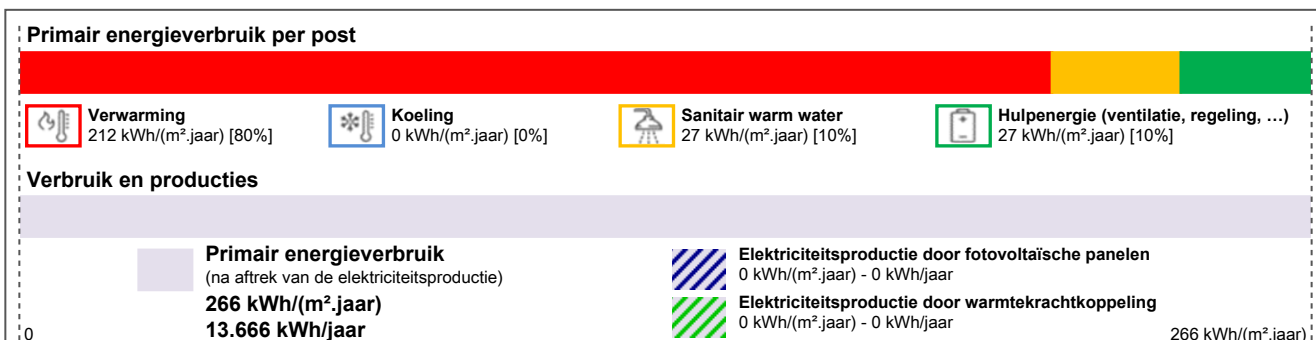 Primair energieverbruik per post
Verwarming
212 kWh/(m².jaar) [80%]
Koeling
0 kWh/(m².jaar) [0%]
Sanitair warm water
27 kWh/(m².jaar) [10%]
Hulpenergie (ventilatie, regeling, …)
27 kWh/(m².jaar) [10%]
Verbruik en producties
Primair energieverbruik
(na aftrek van de elektriciteitsproductie)
266 kWh/(m².jaar)
13.666 kWh/jaar
Elektriciteitsproductie door fotovoltaïsche panelen
0 kWh/(m².jaar) - 0 kWh/jaar
Elektriciteitsproductie door warmtekrachtkoppeling
0 kWh/(m².jaar) - 0 kWh/jaar
0
266 kWh/(m².jaar)